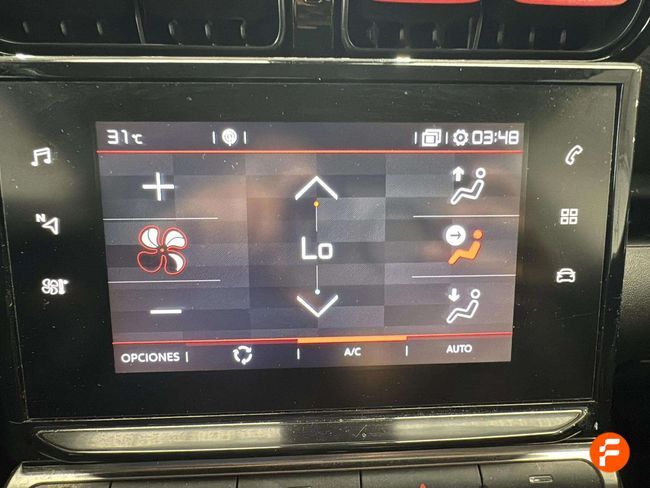 31°C
03:48
N
Lo
OPCIONES
A/C
AUTO